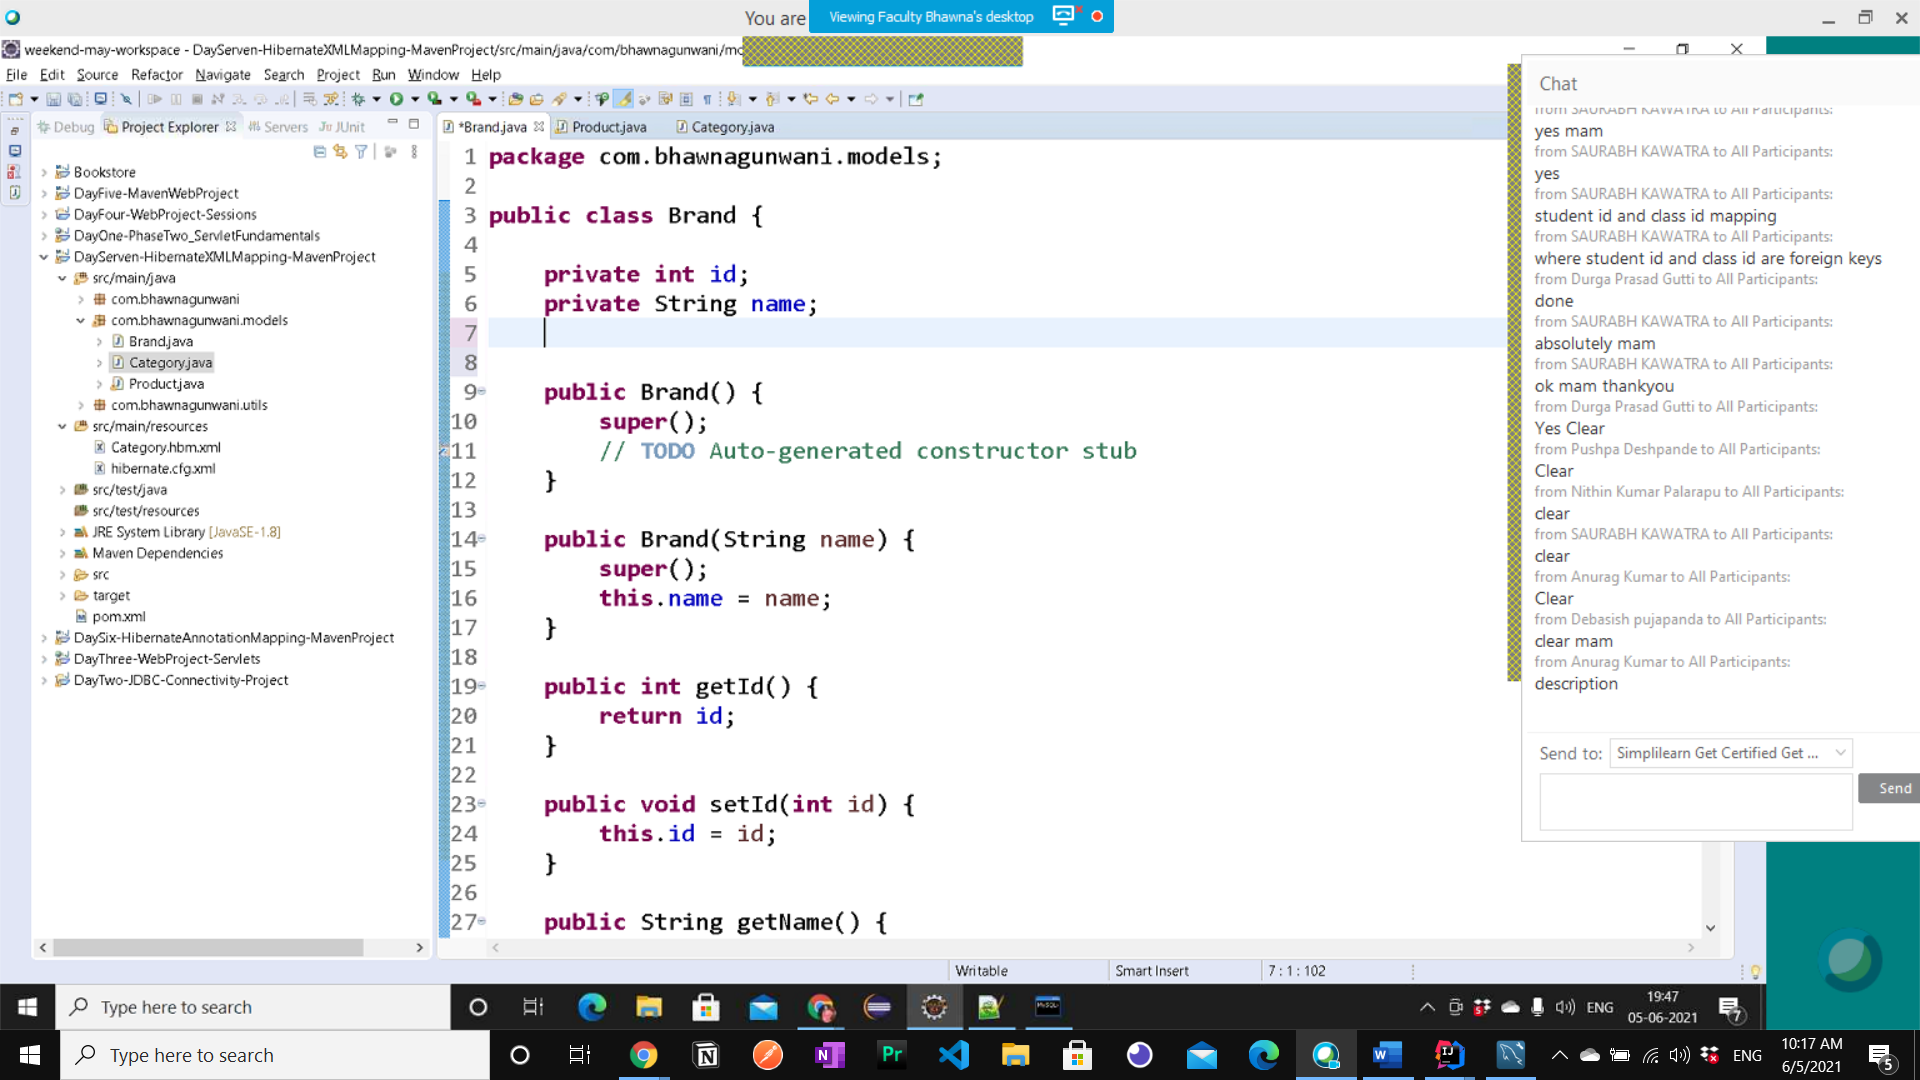 You are
Viewing Faculty Bhawna's desktop
weekend-may-workspace - DayServen-HibernateXMLMapping-MavenProject/src/main/java/com/bhawnagunwani/mo
File Edit Source Refactor Navigate Search Project Run Window Help
Debug Project Explorer Servers JUnit
*Brand.java Product.java Category.java
Bookstore
DayFive-MavenWebProject
DayFour-WebProject-Sessions
DayOne-PhaseTwo_ServletFundamentals
DayServen-HibernateXMLMapping-MavenProject
src/main/java
com.bhawnagunwani
com.bhawnagunwani.models
Brand.java
Category.java
Product.java
com.bhawnagunwani.utils
src/main/resources
Category.hbm.xml
hibernate.cfg.xml
src/test/java
src/test/resources
JRE System Library [JavaSE-1.8]
Maven Dependencies
src
target
pom.xml
DaySix-HibernateAnnotationMapping-MavenProject
DayThree-WebProject-Servlets
DayTwo-JDBC-Connectivity-Project
1 package com.bhawnagunwani.models;
2
3 public class Brand {
4
5 private int id;
6 private String name;
7
8
9 public Brand() {
10 super();
11 // TODO Auto-generated constructor stub
12 }
13
14 public Brand(String name) {
15 super();
16 this.name = name;
17 }
18
19 public int getId() {
20 return id;
21 }
22
23 public void setId(int id) {
24 this.id = id;
25 }
26
27 public String getName() {
Writable Smart Insert 7 : 1 : 102
Chat
from SAURABH KAWATRA to All Participants:
yes mam
from SAURABH KAWATRA to All Participants:
yes
from SAURABH KAWATRA to All Participants:
student id and class id mapping
from SAURABH KAWATRA to All Participants:
where student id and class id are foreign keys
from Durga Prasad Gutti to All Participants:
done
from SAURABH KAWATRA to All Participants:
absolutely mam
from SAURABH KAWATRA to All Participants:
ok mam thankyou
from Durga Prasad Gutti to All Participants:
Yes Clear
from Pushpa Deshpande to All Participants:
Clear
from Nithin Kumar Palarapu to All Participants:
clear
from SAURABH KAWATRA to All Participants:
clear
from Anurag Kumar to All Participants:
Clear
from Debasish pujapanda to All Participants:
clear mam
from Anurag Kumar to All Participants:
description
Send to: Simplilearn Get Certified Get ...
Send
Type here to search
ENG
19:47
05-06-2021
7
Type here to search
N
Pr
ENG
10:17 AM
6/5/2021
5